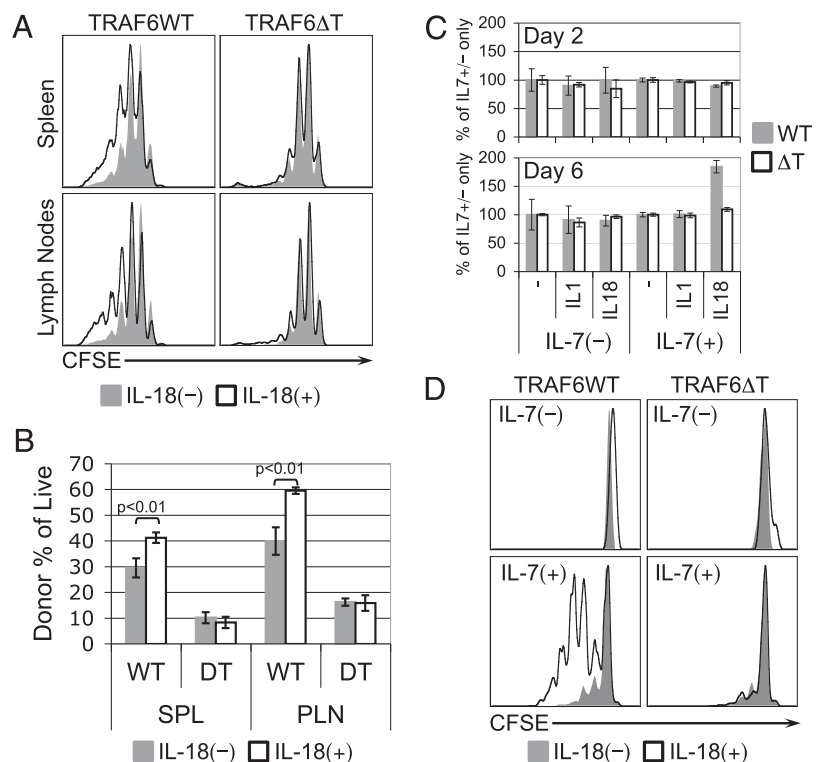 A
TRAF6WT TRAF6ΔT
Spleen
Lymph Nodes
CFSE
IL-18(−) IL-18(+)
B
Donor % of Live
70
60
50
40
30
20
10
0
p<0.01
p<0.01
WT DT WT DT
SPL PLN
IL-18(−) IL-18(+)
C
% of IL7+/− only
200
150
100
50
0
Day 2
% of IL7+/− only
200
150
100
50
0
Day 6
WT
ΔT
- IL1 IL18 - IL1 IL18
IL-7(−) IL-7(+)
D
TRAF6WT TRAF6ΔT
IL-7(−) IL-7(−)
IL-7(+) IL-7(+)
CFSE
IL-18(−) IL-18(+)